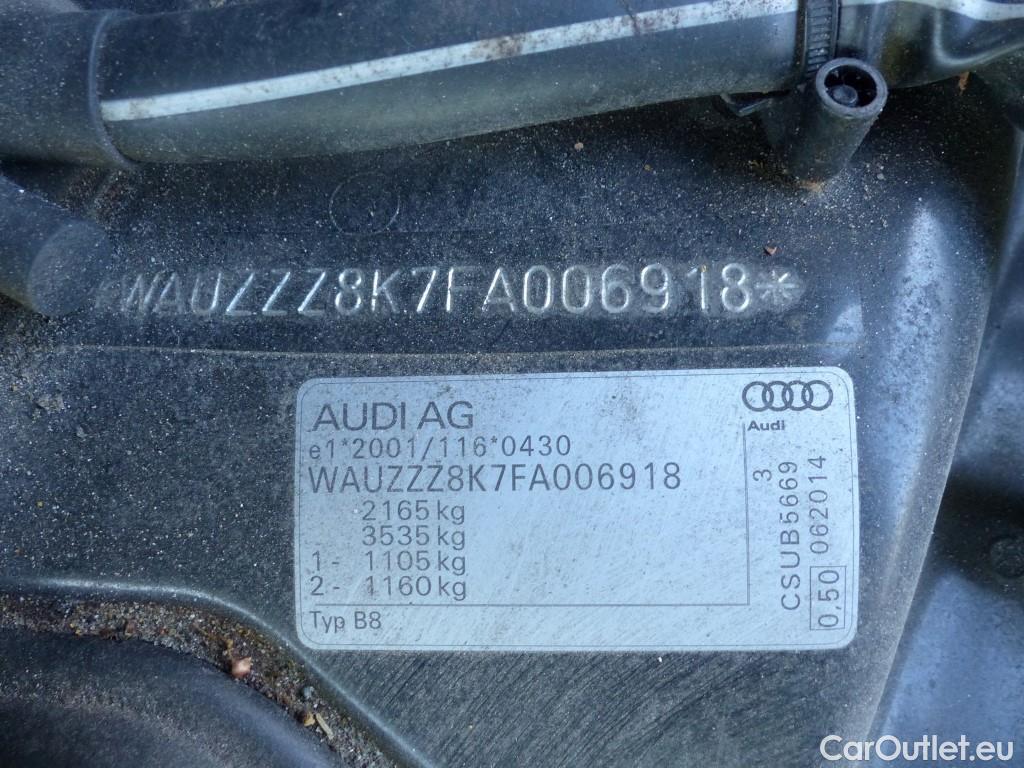 WAUZZZ8K7FA006918*
AUDI AG
e1*2001/116*0430
WAUZZZ8K7FA006918
2165 kg
3535 kg
1- 1105 kg
2- 1160 kg
Typ B8
Audi
3
CSUB5669
062014
0,50
CarOutlet.eu